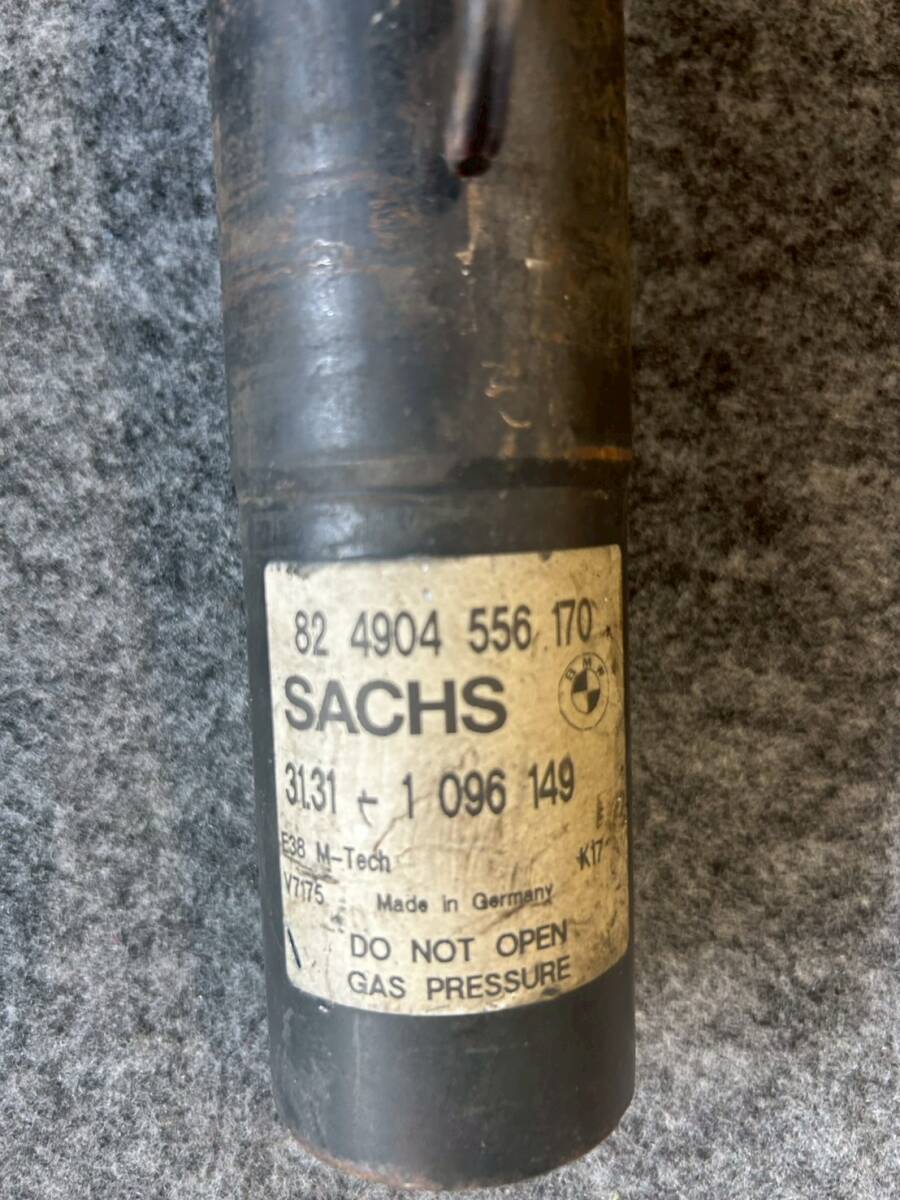 82 4904 556 170
SACHS
BMW
31.31 - 1 096 149
E38 M-Tech
K17
V7175
Made in Germany
DO NOT OPEN
GAS PRESSURE